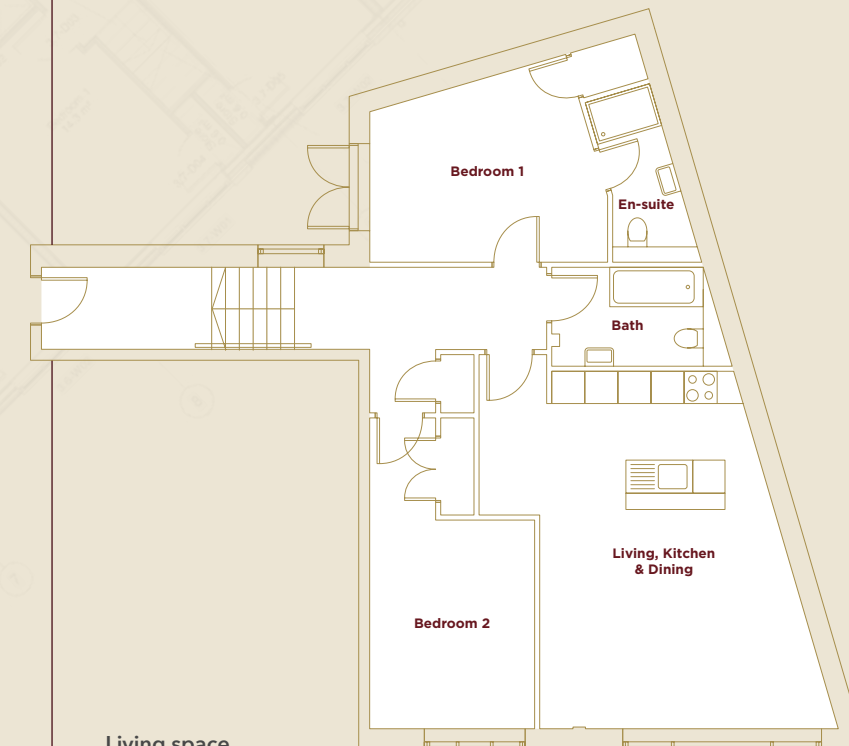 Bedroom 1
En-suite
Bath
Living, Kitchen
& Dining
Bedroom 2
Living space